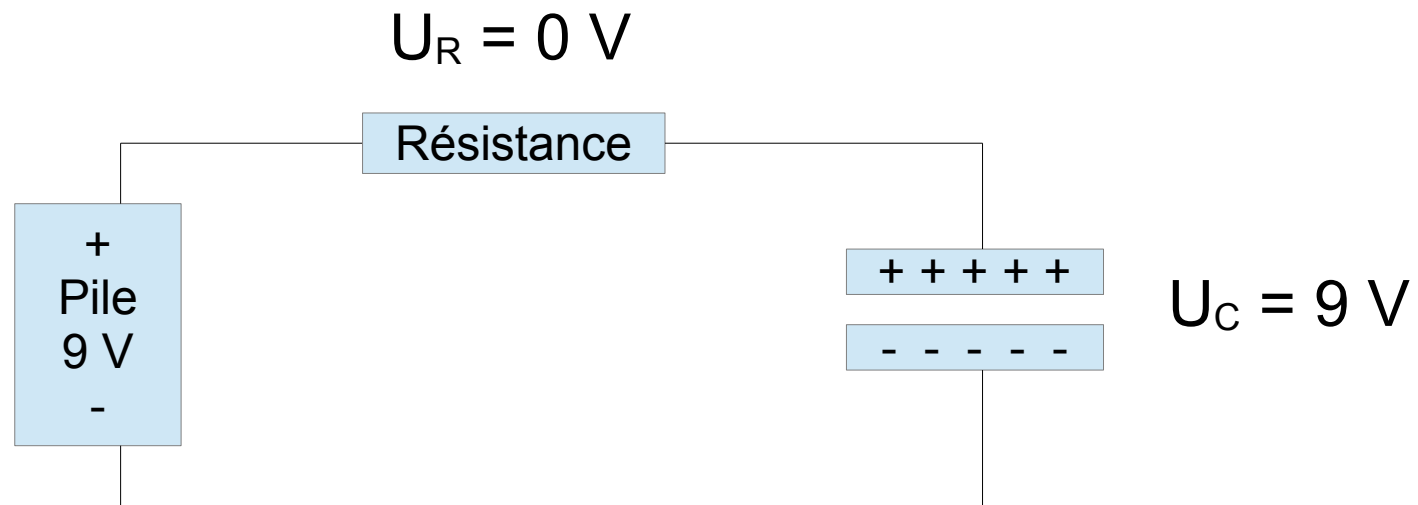 U_R = 0 V
Résistance
+
Pile
9 V
-
+ + + + +
- - - - -
U_C = 9 V